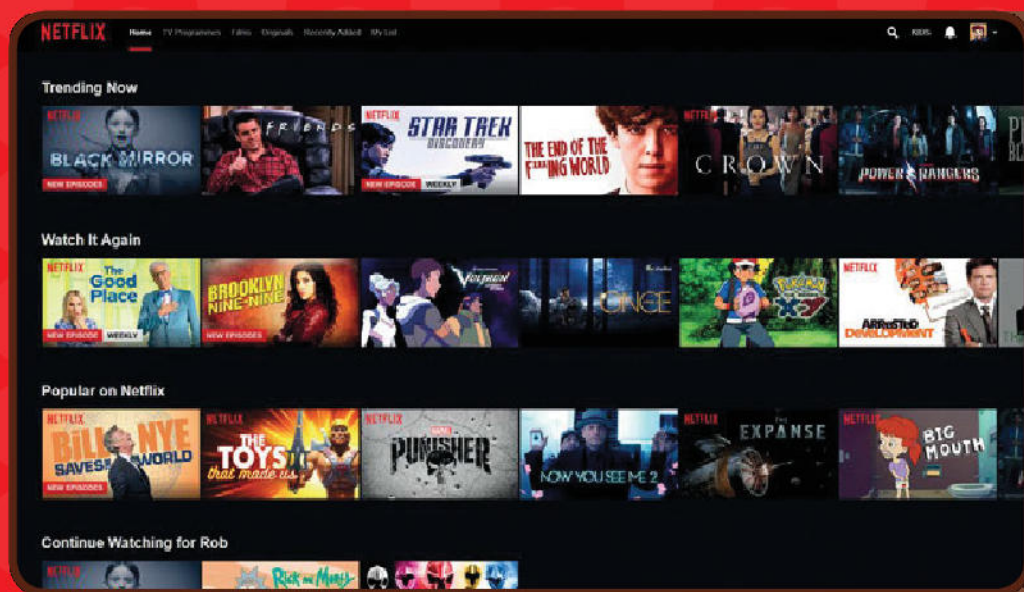 NETFLIX Home TV Programmes Films Originals Recently Added My List KIDS
Trending Now
NETFLIX
BLACK MIRROR
NEW EPISODES
FRIENDS
NETFLIX
STAR TREK
DISCOVERY
NEW EPISODE WEEKLY
THE END OF THE
F***ING WORLD
NETFLIX
CROWN
POWER RANGERS
Watch It Again
NETFLIX
The
Good
Place
NEW EPISODE WEEKLY
BROOKLYN
NINE-NINE
NEW EPISODES
VOLTRON
ONCE
POKÉMON
XY
NETFLIX
ARRESTED
DEVELOPMENT
Popular on Netflix
NETFLIX
BILL NYE
SAVES THE WORLD
NEW EPISODES
NETFLIX
THE
TOYS
that made us
NETFLIX
MARVEL
PUNISHER
NOW YOU SEE ME 2
NETFLIX
EXPANSE
NETFLIX
BIG
MOUTH
Continue Watching for Rob
NETFLIX
Rick and Morty